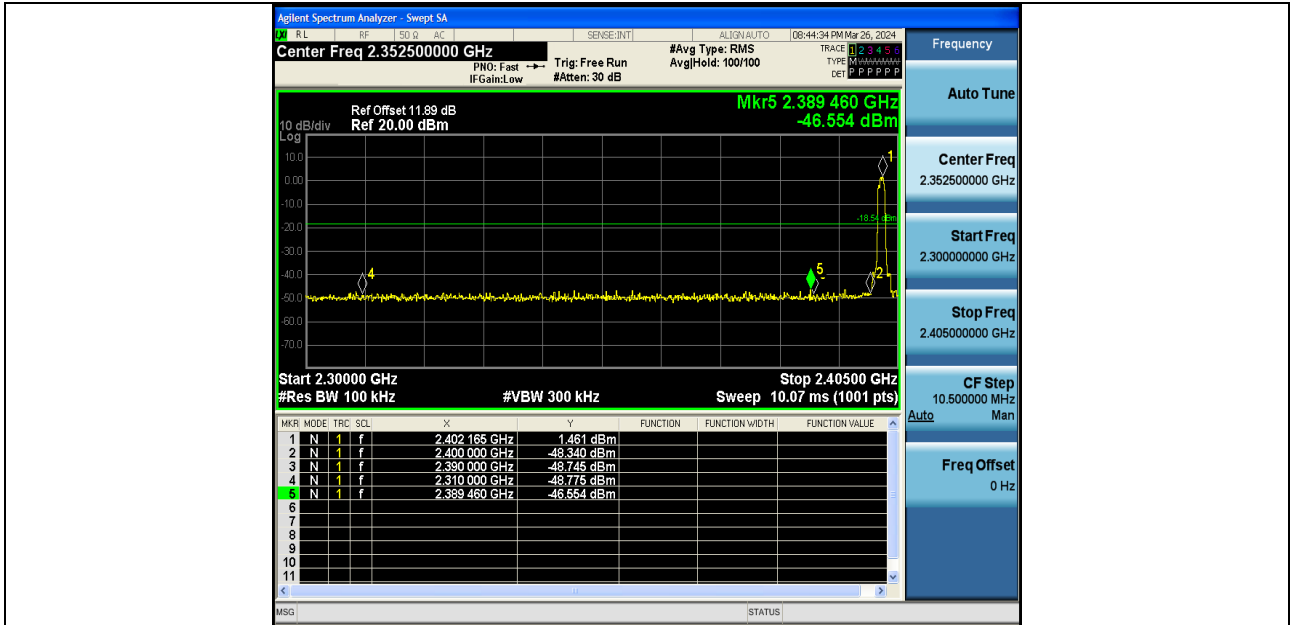 Agilent Spectrum Analyzer - Swept SA
R L RF 50 Ω AC SENSE:INT ALIGN AUTO 08:44:34 PM Mar 26, 2024
Center Freq 2.352500000 GHz
PNO: Fast
IFGain:Low
Trig: Free Run
#Atten: 30 dB
#Avg Type: RMS
Avg|Hold: 100/100
TRACE 1 2 3 4 5 6
TYPE M
DET P P P P P P
Mkr5 2.389 460 GHz
-46.554 dBm
Ref Offset 11.89 dB
10 dB/div Ref 20.00 dBm
Log
10.0
0.00
-10.0
-20.0
-30.0
-40.0
-50.0
-60.0
-70.0
1
-18.54 dBm
4
5
2
Start 2.30000 GHz Stop 2.40500 GHz
#Res BW 100 kHz #VBW 300 kHz Sweep 10.07 ms (1001 pts)
MKR MODE TRC SCL X Y FUNCTION FUNCTION WIDTH FUNCTION VALUE
1 N 1 f 2.402 165 GHz 1.461 dBm
2 N 1 f 2.400 000 GHz -48.340 dBm
3 N 1 f 2.390 000 GHz -48.745 dBm
4 N 1 f 2.310 000 GHz -48.775 dBm
5 N 1 f 2.389 460 GHz -46.554 dBm
6
7
8
9
10
11
MSG STATUS
Frequency
Auto Tune
Center Freq
2.352500000 GHz
Start Freq
2.300000000 GHz
Stop Freq
2.405000000 GHz
CF Step
10.500000 MHz
Auto Man
Freq Offset
0 Hz